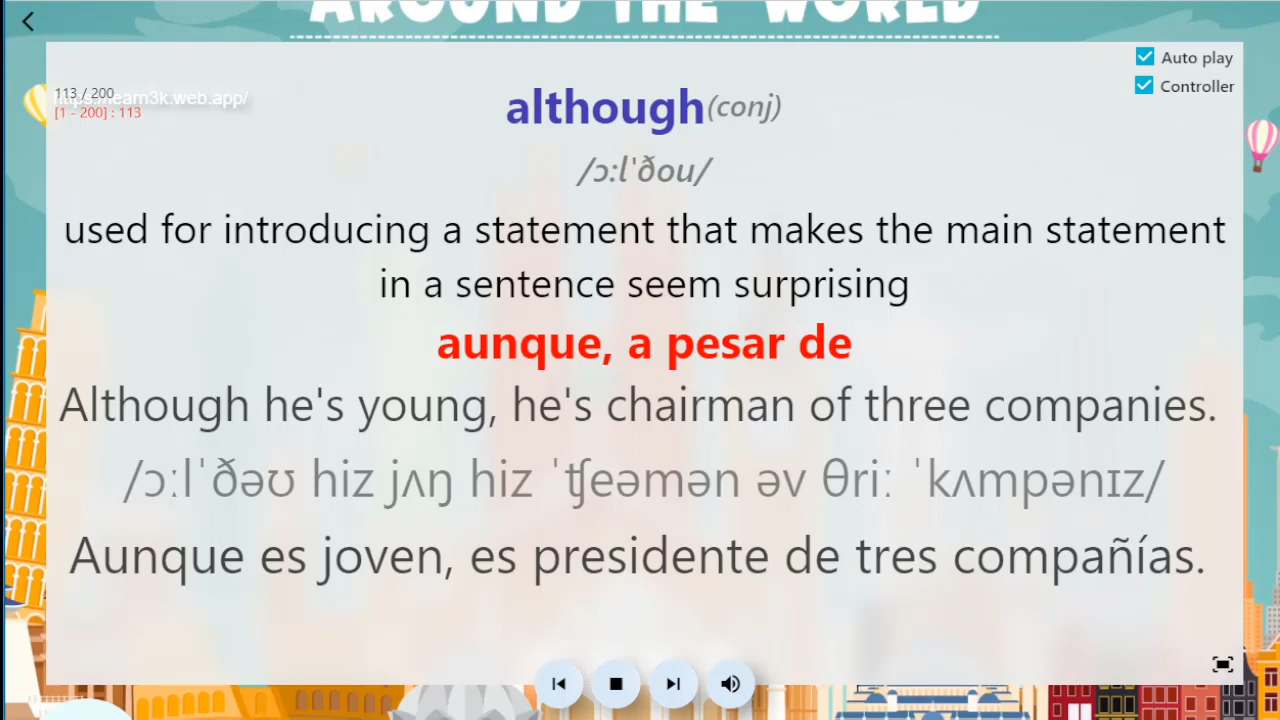 AROUND THE WORLD
Auto play
Controller
113 / 200
https://learn3k.web.app/
[1 - 200] : 113
although(conj)
/ɔ:lˈðou/
used for introducing a statement that makes the main statement
in a sentence seem surprising
aunque, a pesar de
Although he's young, he's chairman of three companies.
/ɔːlˈðəʊ hiz jʌŋ hiz ˈʧeəmən əv θriː ˈkʌmpənɪz/
Aunque es joven, es presidente de tres compañías.